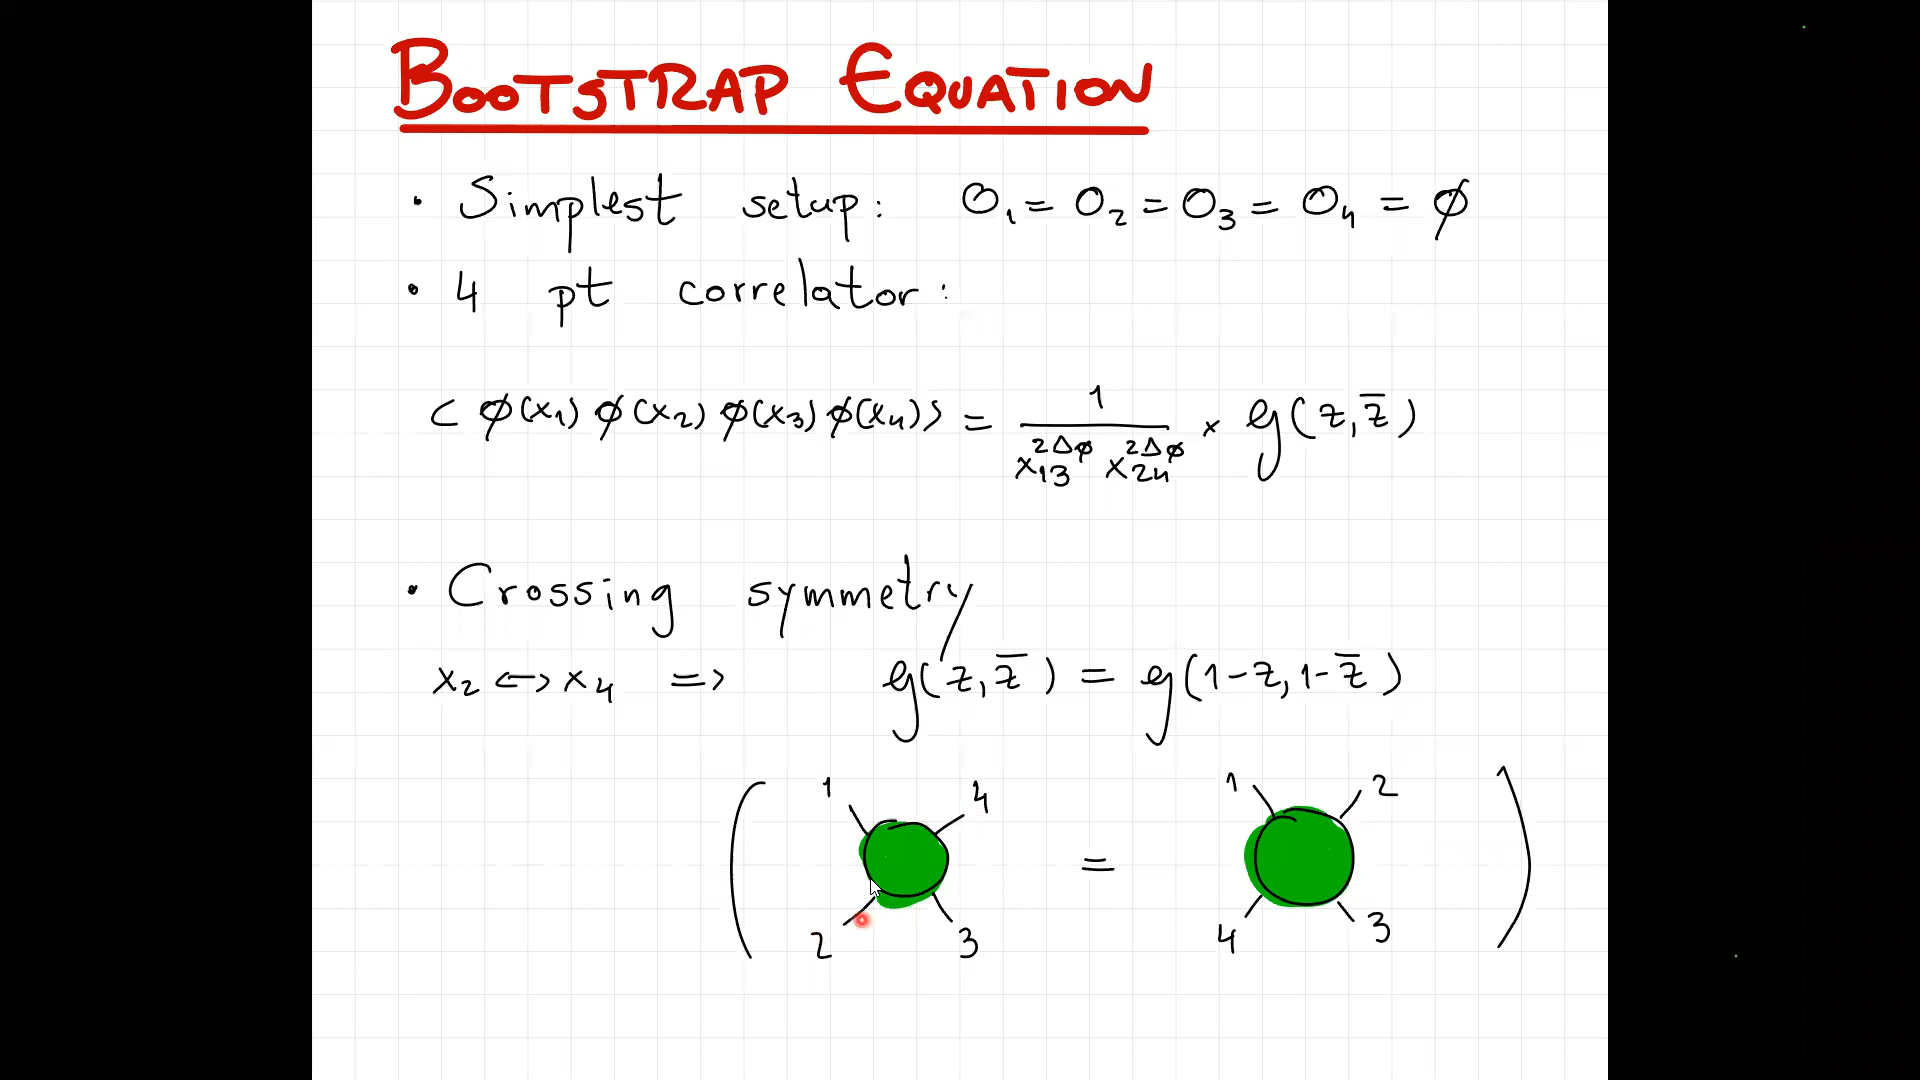 BOOTSTRAP EQUATION
• Simplest setup: O₁ = O₂ = O₃ = O₄ = ϕ
• 4 pt correlator:
⟨ ϕ(x₁) ϕ(x₂) ϕ(x₃) ϕ(x₄) ⟩ = 1 / (x₁₃^{2Δϕ} x₂₄^{2Δϕ}) × g(z, z̄)
• Crossing symmetry
x₂ ↔ x₄ ⇒ g(z, z̄) = g(1-z, 1-z̄)
( 1 4 2 3 = 1 2 4 3 )